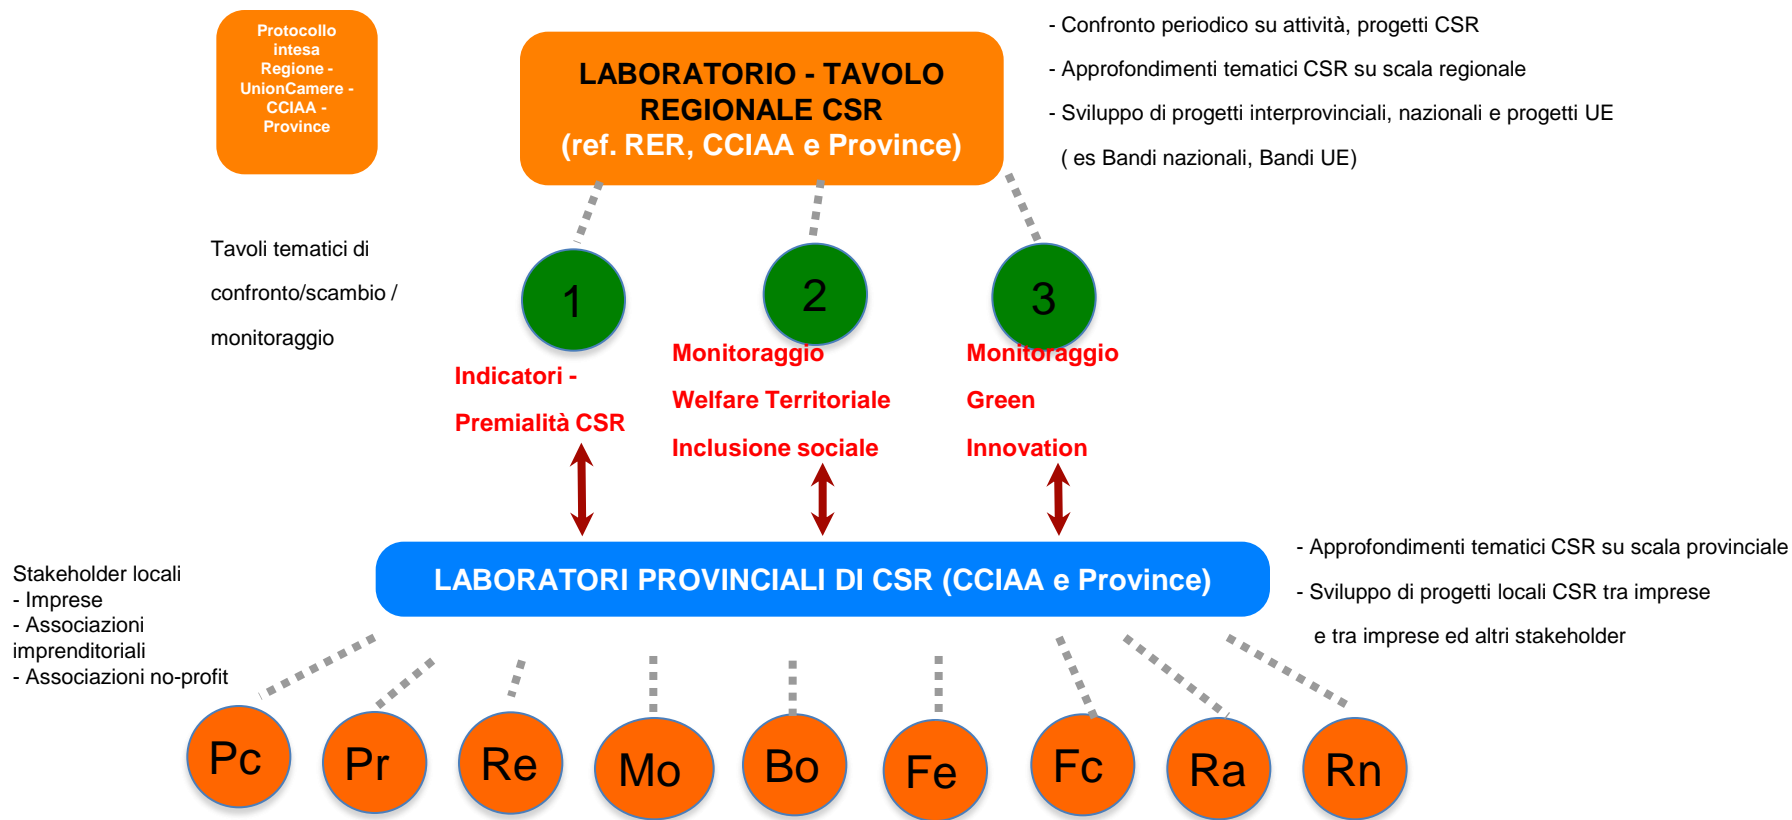 Protocollo
intesa
Regione -
UnionCamere -
CCIAA -
Province
LABORATORIO - TAVOLO
REGIONALE CSR
(ref. RER, CCIAA e Province)
- Confronto periodico su attività, progetti CSR
- Approfondimenti tematici CSR su scala regionale
- Sviluppo di progetti interprovinciali, nazionali e progetti UE
( es Bandi nazionali, Bandi UE)
Tavoli tematici di
confronto/scambio /
monitoraggio
1
2
3
Indicatori -
Premialità CSR
Monitoraggio
Welfare Territoriale
Inclusione sociale
Monitoraggio
Green
Innovation
LABORATORI PROVINCIALI DI CSR (CCIAA e Province)
Stakeholder locali
- Imprese
- Associazioni
imprenditoriali
- Associazioni no-profit
- Approfondimenti tematici CSR su scala provinciale
- Sviluppo di progetti locali CSR tra imprese
e tra imprese ed altri stakeholder
Pc
Pr
Re
Mo
Bo
Fe
Fc
Ra
Rn